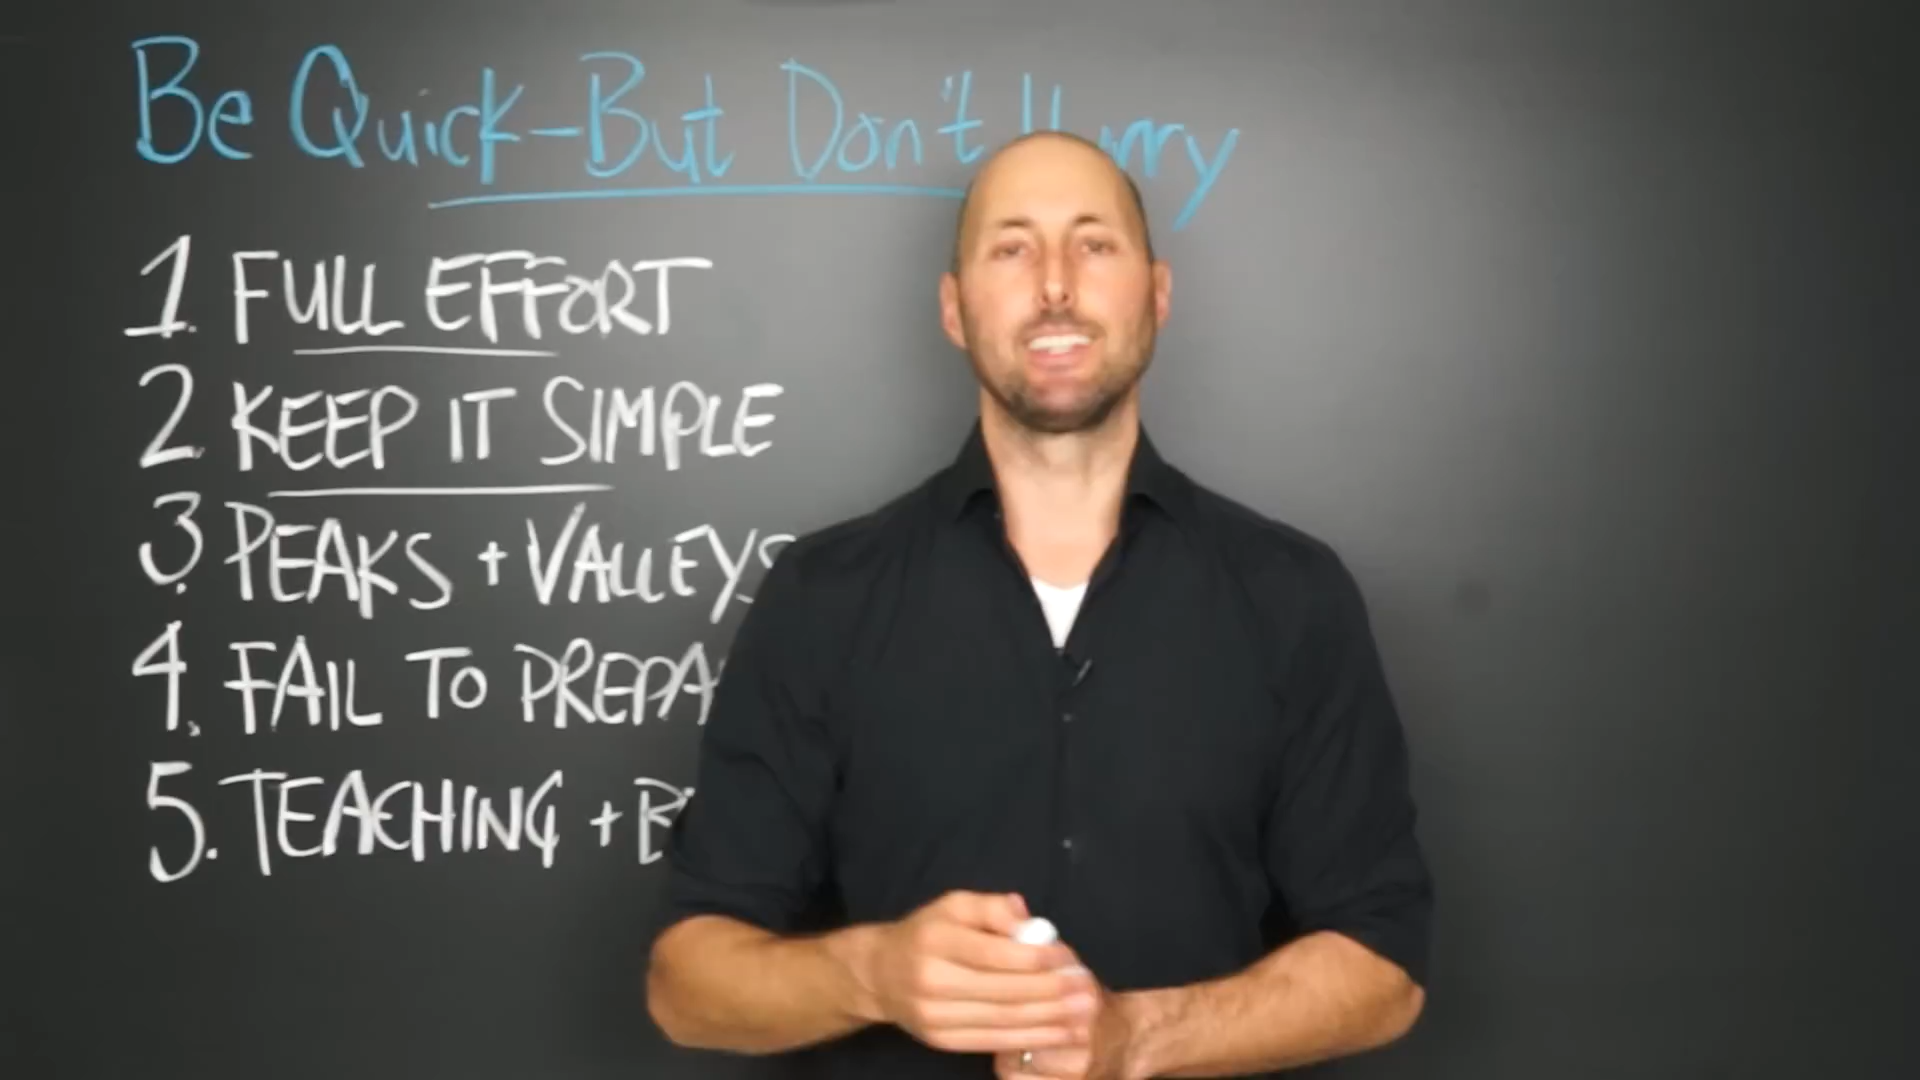 Be Quick-But Don't Hurry
1. FULL EFFORT
2. KEEP IT SIMPLE
3. PEAKS + VALLEYS
4. FAIL TO
5. TEACHING +